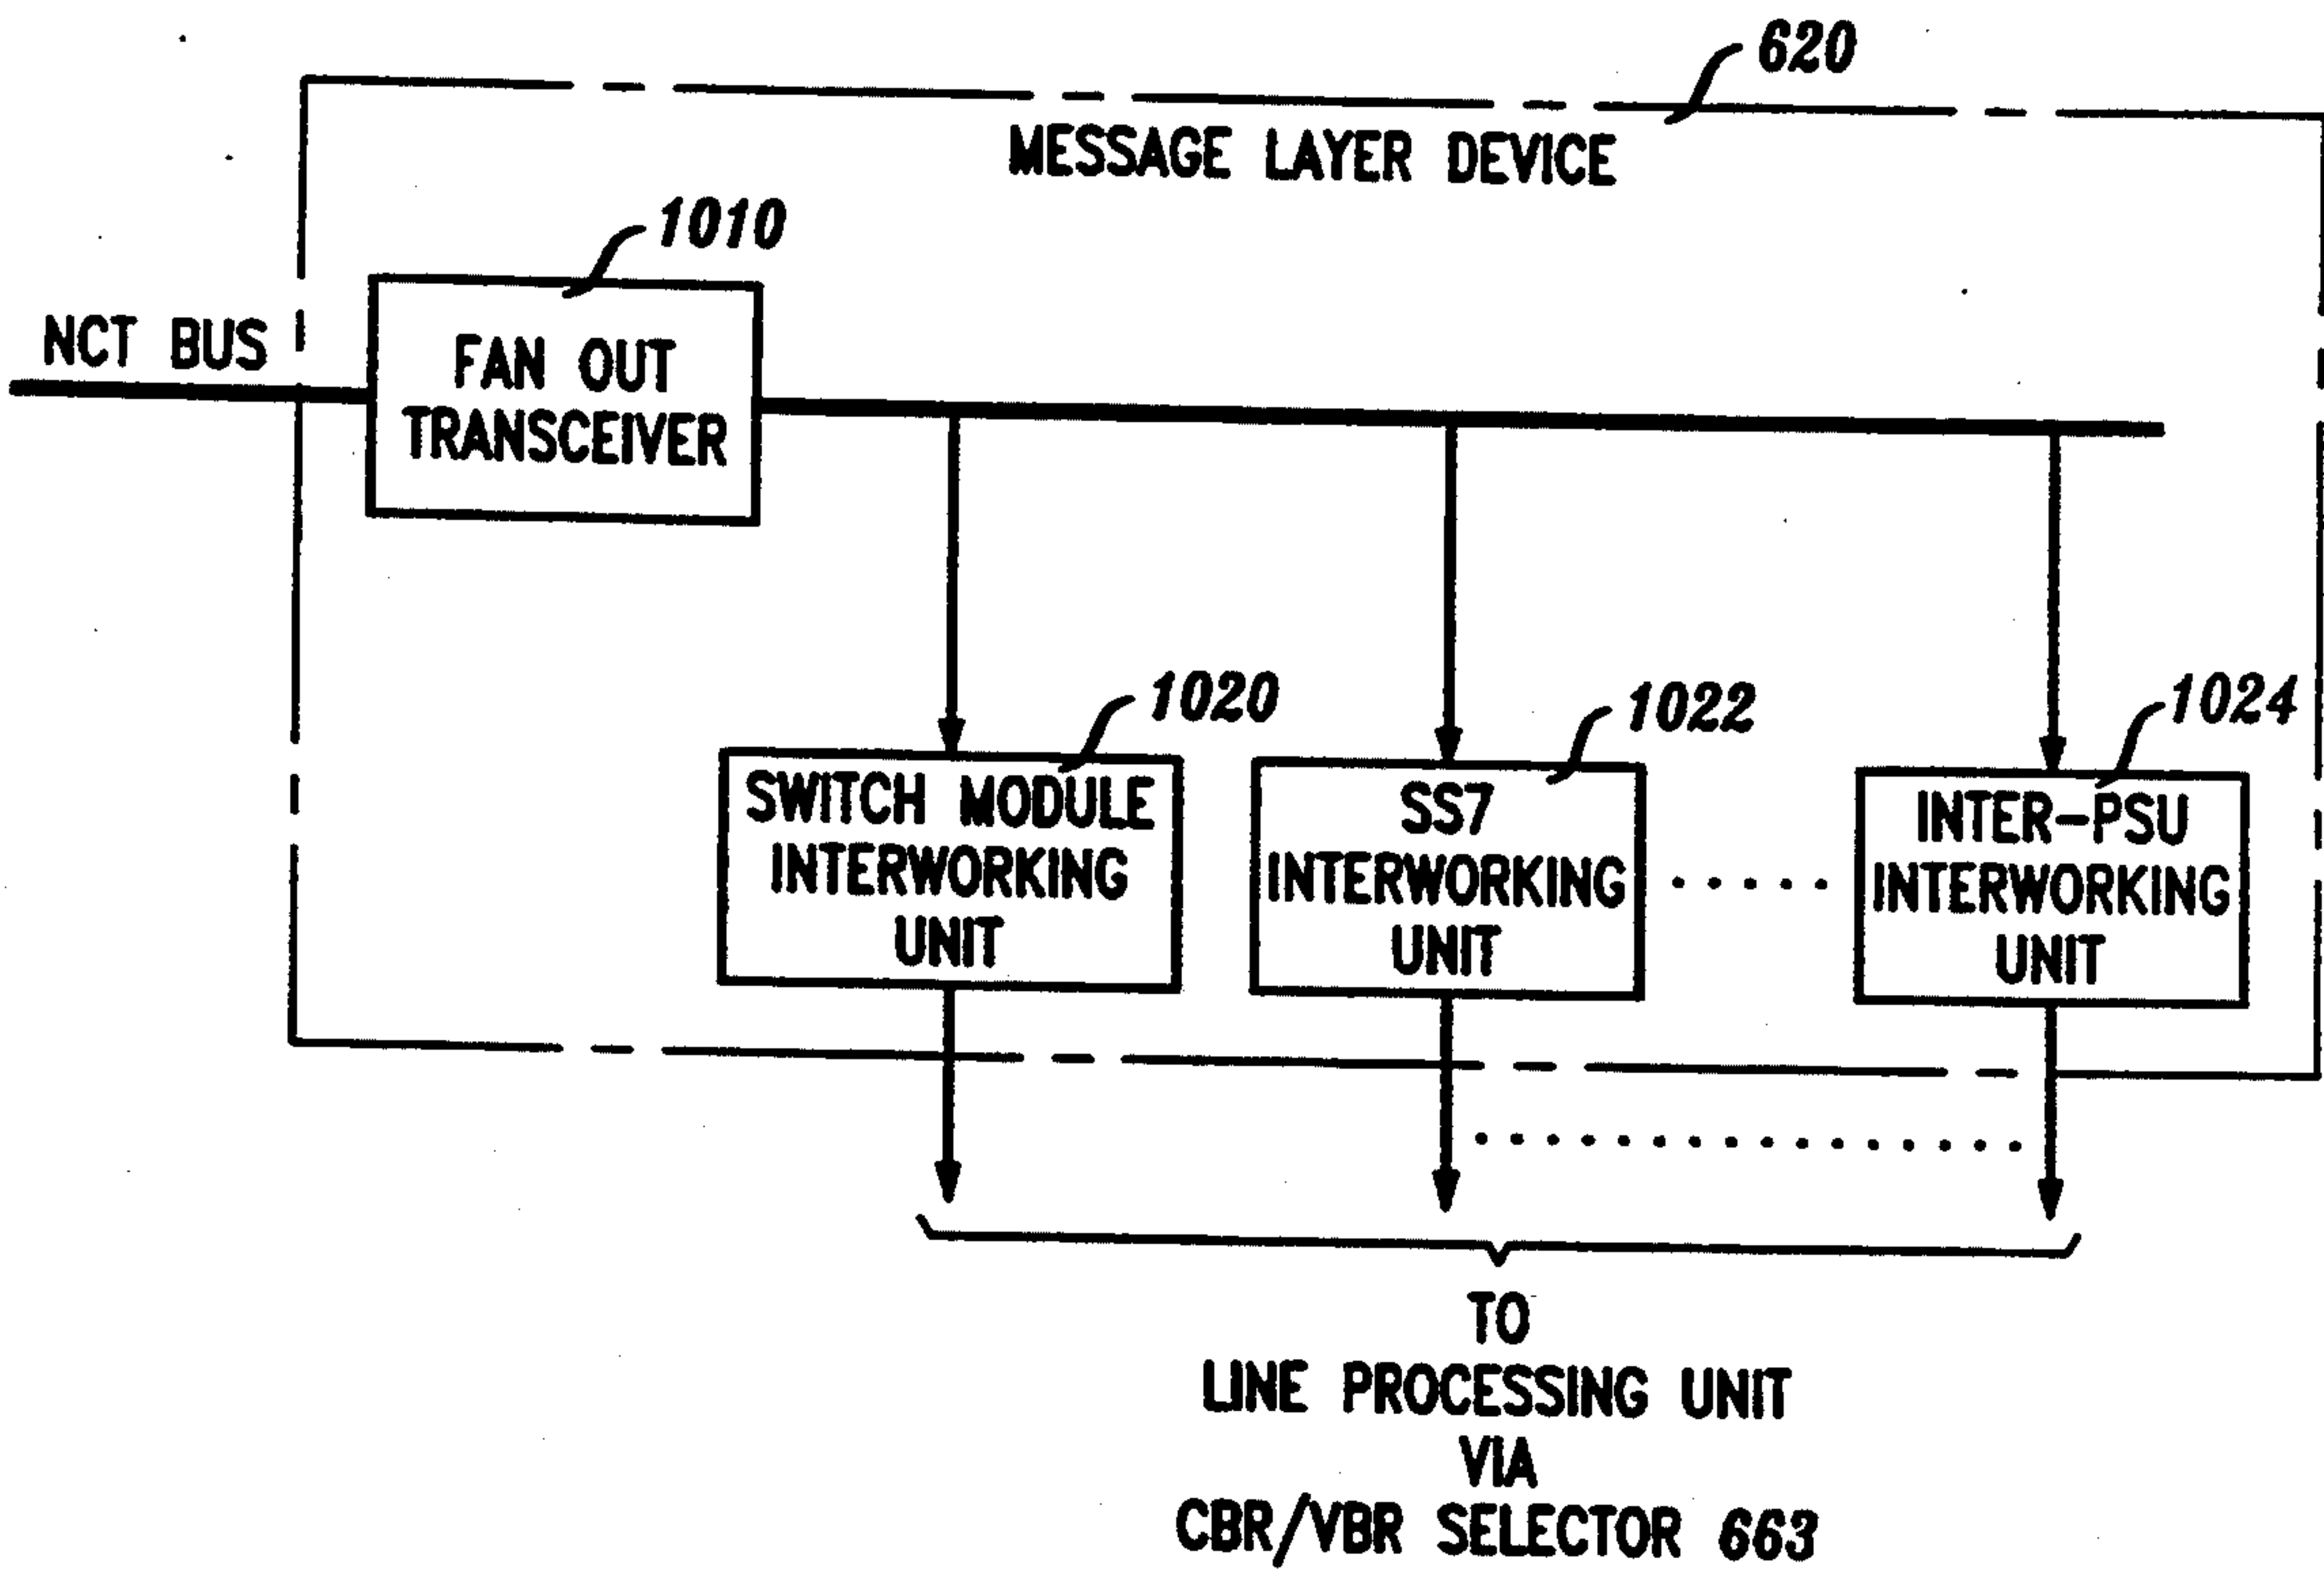 620
MESSAGE LAYER DEVICE
1010
NCT BUS
FAN OUT
TRANSCEIVER
1020
SWITCH MODULE
INTERWORKING
UNIT
1022
SS7
INTERWORKING
UNIT
1024
INTER-PSU
INTERWORKING
UNIT
TO
LINE PROCESSING UNIT
VIA
CBR/VBR SELECTOR 663